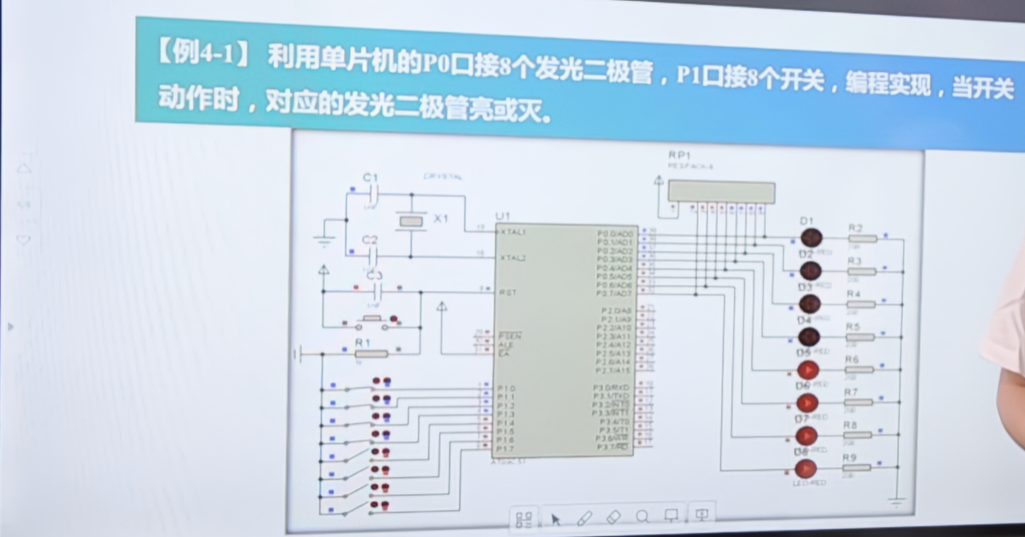 【例4-1】 利用单片机的P0口接8个发光二极管，P1口接8个开关，编程实现，当开关
动作时，对应的发光二极管亮或灭。
RP1
RESPACK-8
C1
CRYSTAL
X1
C2
C3
R1
U1
XTAL1
XTAL2
RST
PSEN
ALE
EA
P1.0
P1.1
P1.2
P1.3
P1.4
P1.5
P1.6
P1.7
AT89C51
P0.0/AD0
P0.1/AD1
P0.2/AD2
P0.3/AD3
P0.4/AD4
P0.5/AD5
P0.6/AD6
P0.7/AD7
P2.0/A8
P2.1/A9
P2.2/A10
P2.3/A11
P2.4/A12
P2.5/A13
P2.6/A14
P2.7/A15
P3.0/RXD
P3.1/TXD
P3.2/INT0
P3.3/INT1
P3.4/T0
P3.5/T1
P3.6/WR
P3.7/RD
D1
R2
D2
R3
D3
R4
D4
R5
D5
R6
D6
R7
D7
R8
D8
R9
LED-RED